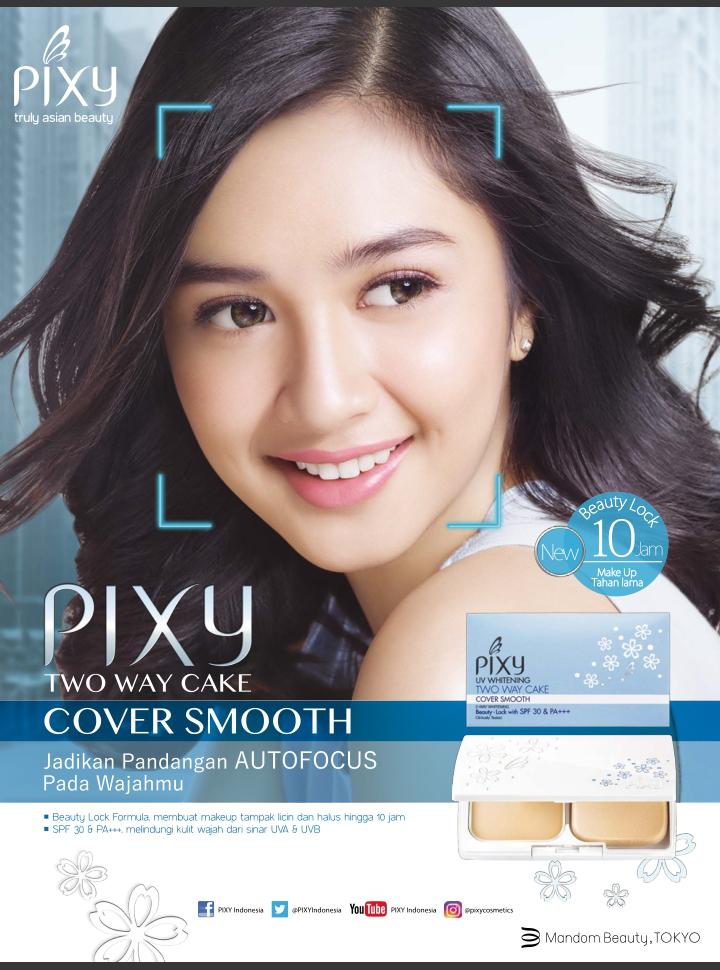 PIXY
truly asian beauty
Beauty Lock
New
10 Jam
Make Up
Tahan lama
PIXY
TWO WAY CAKE
COVER SMOOTH
Jadikan Pandangan AUTOFOCUS
Pada Wajahmu
PIXY
UV WHITENING
TWO WAY CAKE
COVER SMOOTH
Beauty-Lock with SPF 30 & PA+++
Clinically Tested
Beauty Lock Formula, membuat makeup tampak licin dan halus hingga 10 jam
SPF 30 & PA+++, melindungi kulit wajah dari sinar UVA & UVB
PIXY Indonesia
@PIXYIndonesia
YouTube PIXY Indonesia
@pixycosmetics
Mandom Beauty, TOKYO